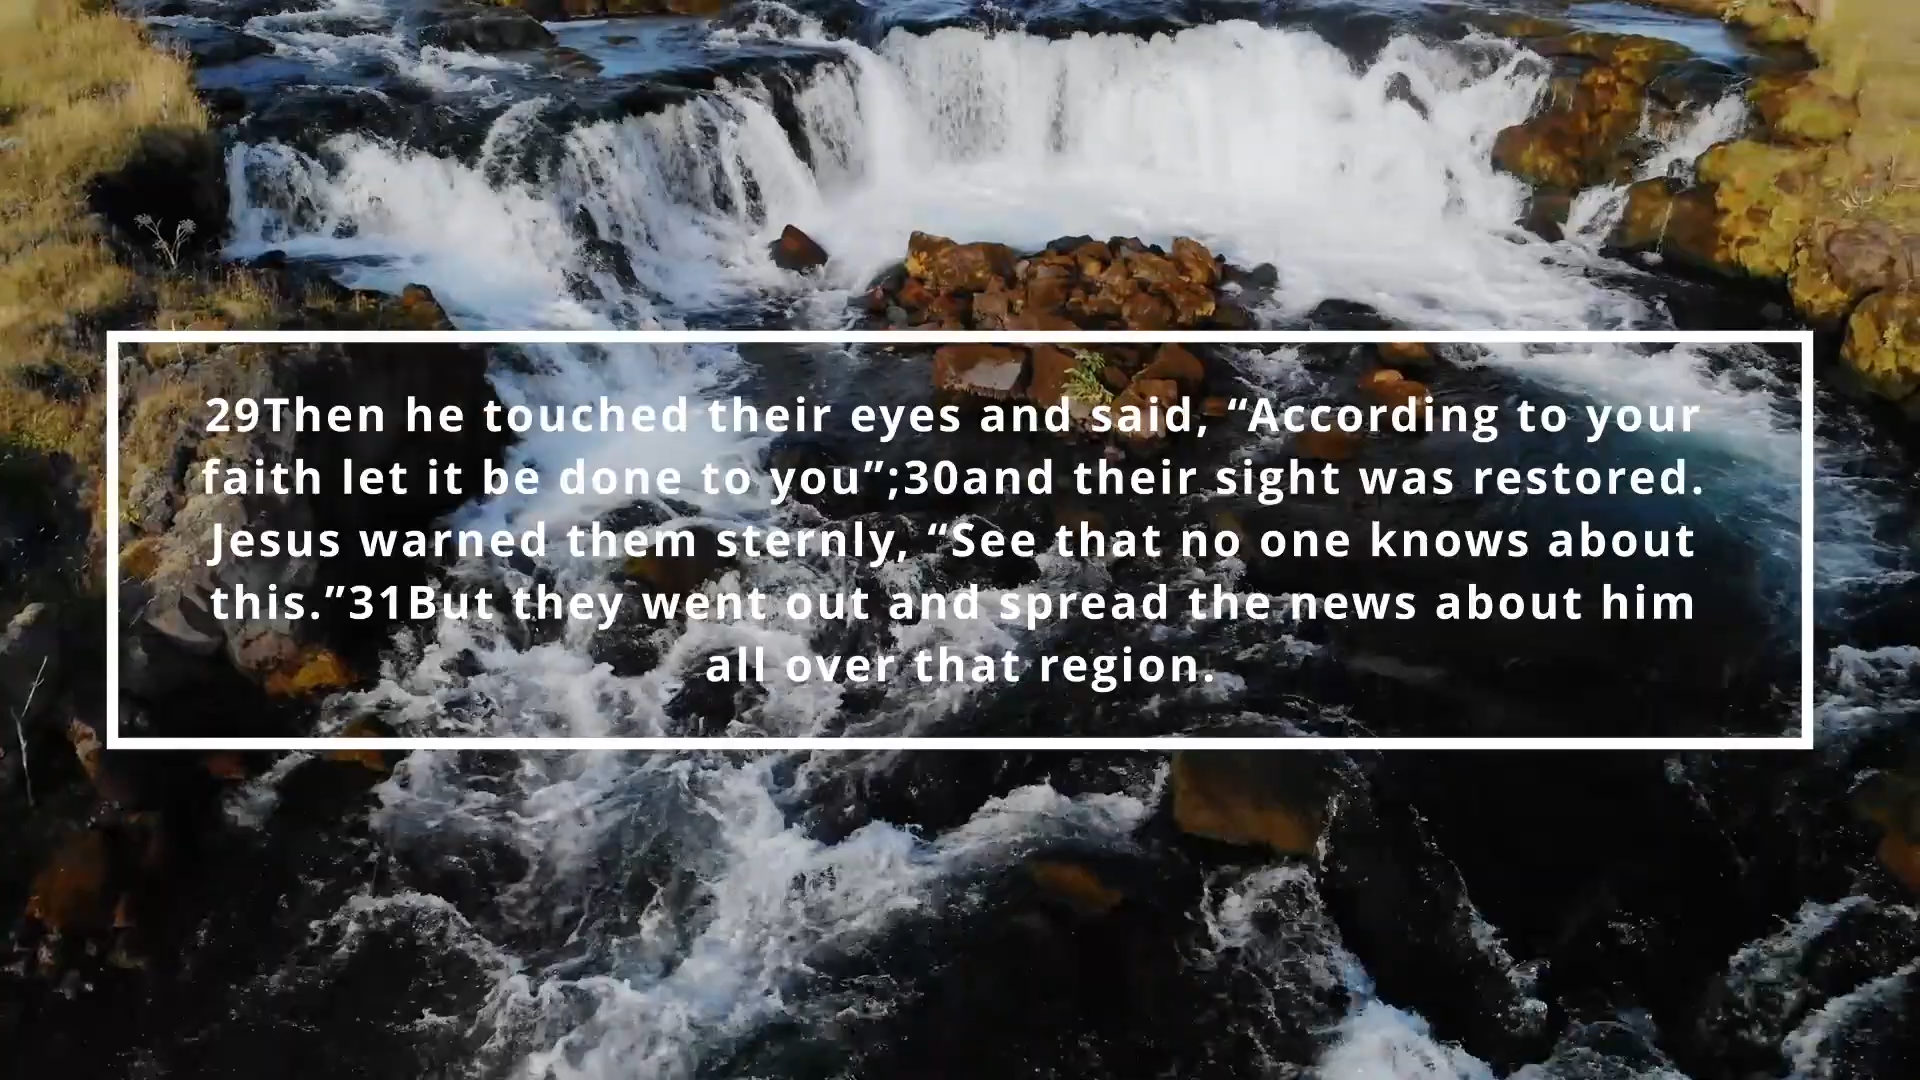 29Then he touched their eyes and said, “According to your
faith let it be done to you”;30and their sight was restored.
Jesus warned them sternly, “See that no one knows about
this.”31But they went out and spread the news about him
all over that region.